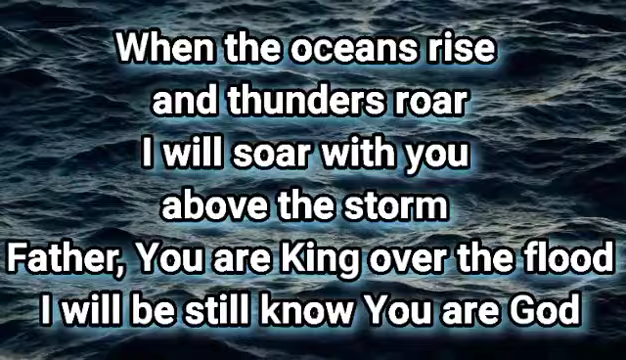 When the oceans rise
and thunders roar
I will soar with you
above the storm
Father, You are King over the flood
I will be still know You are God